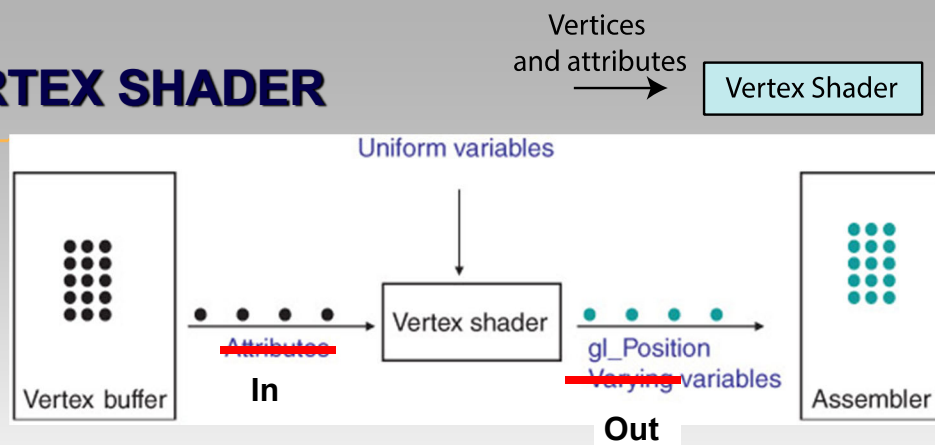 Vertices
and attributes
RTEX SHADER
Vertex Shader
Uniform variables
Vertex shader
Attributes
In
gl_Position
Varying variables
Out
Vertex buffer
Assembler